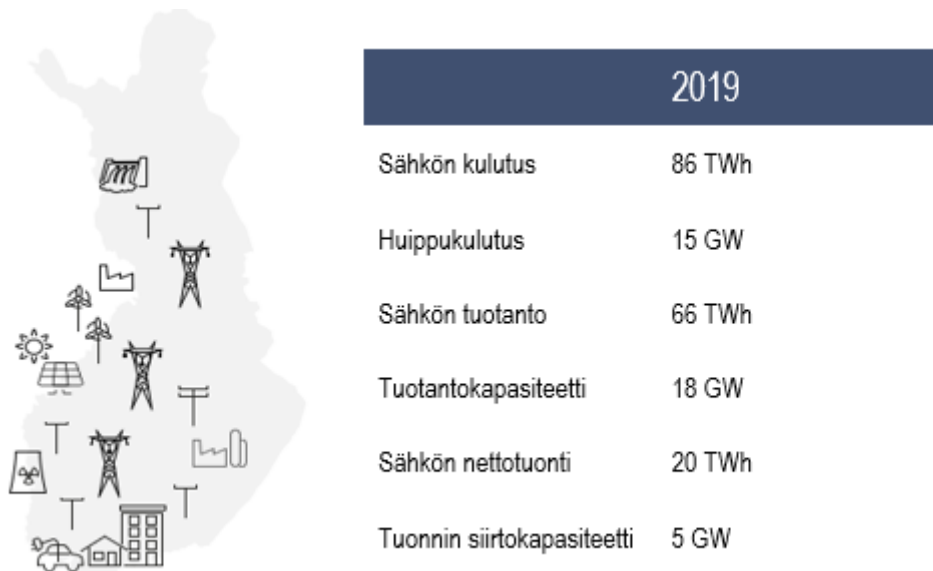 2019
Sähkön kulutus 86 TWh
Huippukulutus 15 GW
Sähkön tuotanto 66 TWh
Tuotantokapasiteetti 18 GW
Sähkön nettotuonti 20 TWh
Tuonnin siirtokapasiteetti 5 GW